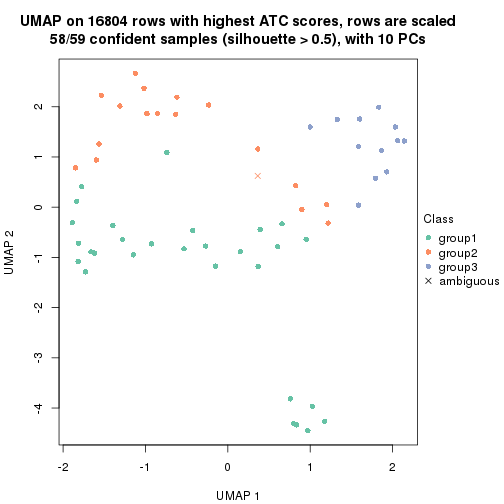 UMAP on 16804 rows with highest ATC scores, rows are scaled
58/59 confident samples (silhouette > 0.5), with 10 PCs
2
1
0
-1
-2
-3
-4
UMAP 2
-2
-1
0
1
2
UMAP 1
Class
group1
group2
group3
ambiguous